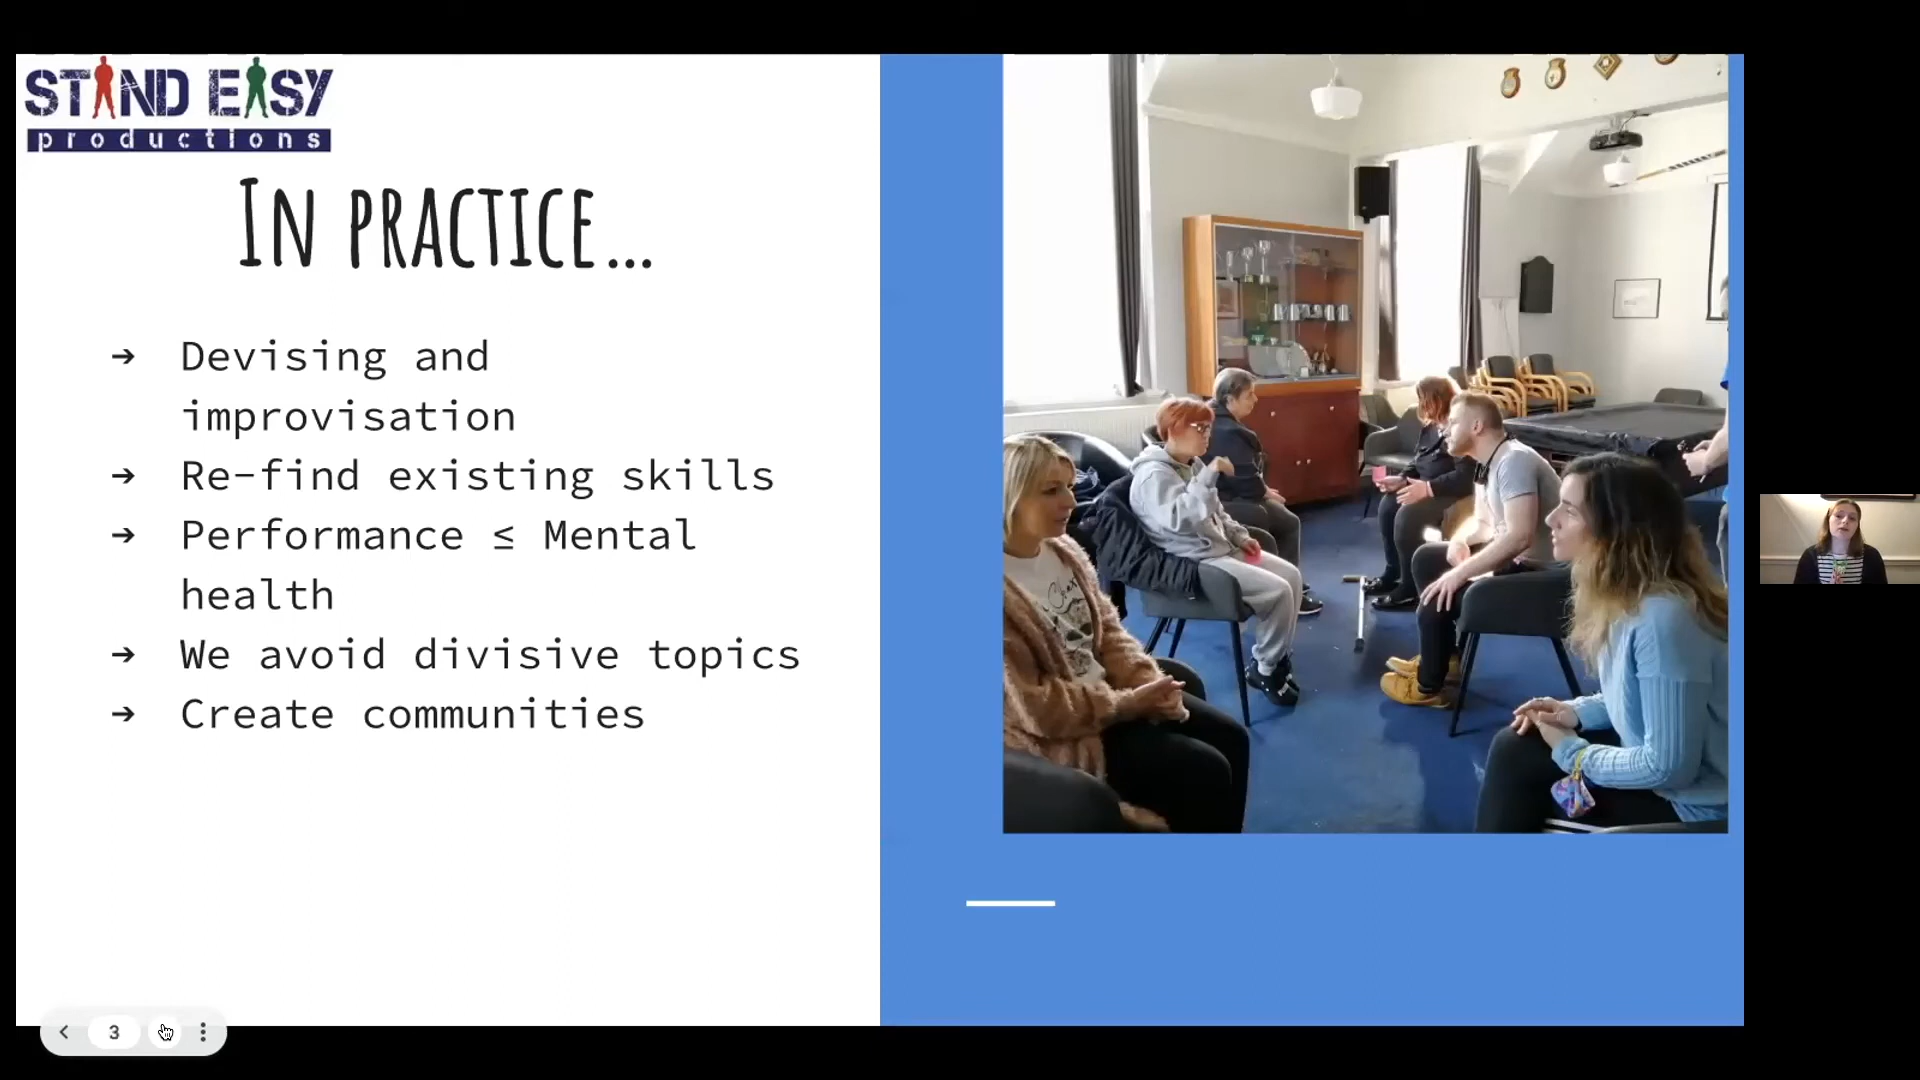 STAND EASY
productions
IN PRACTICE...
➔ Devising and
improvisation
➔ Re-find existing skills
➔ Performance ≤ Mental
health
➔ We avoid divisive topics
➔ Create communities
3